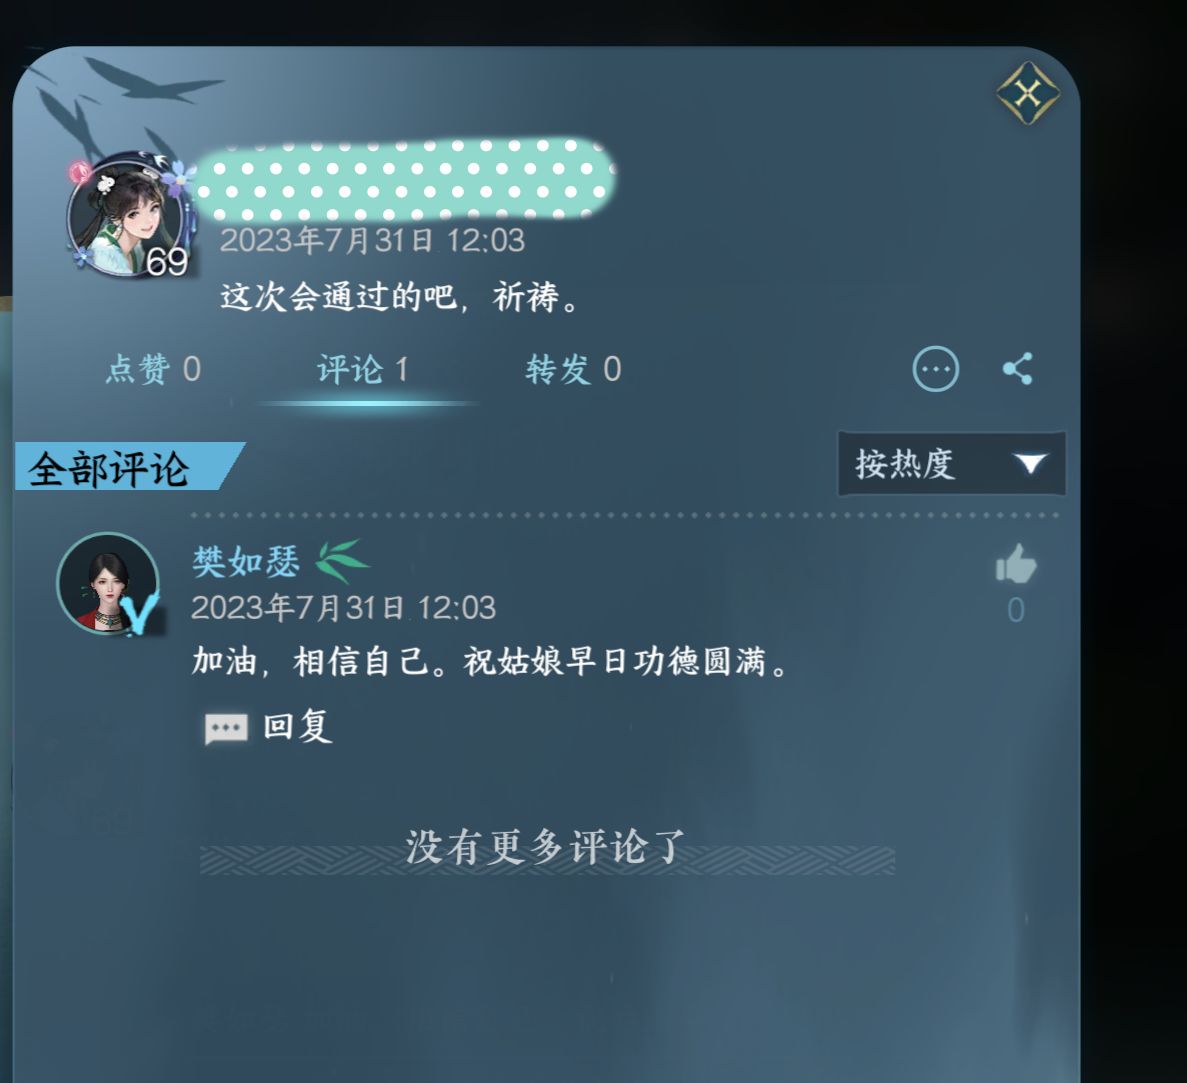 69
2023年7月31日 12:03
这次会通过的吧，祈祷。
点赞 0 评论 1 转发 0
全部评论
按热度
樊如瑟
2023年7月31日 12:03
0
加油，相信自己。祝姑娘早日功德圆满。
回复
没有更多评论了